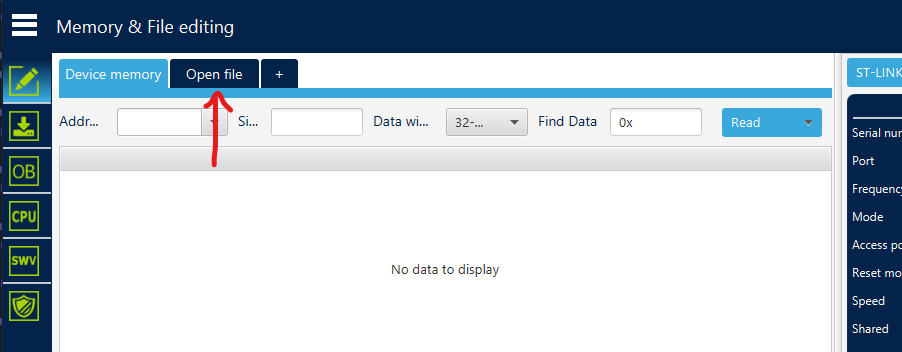 Memory & File editing
Device memory
Open file
+
ST-LINK
Addr...
Si...
Data wi...
32-...
Find Data
0x
Read
OB
CPU
SWV
No data to display
Serial nur
Port
Frequency
Mode
Access po
Reset mo
Speed
Shared